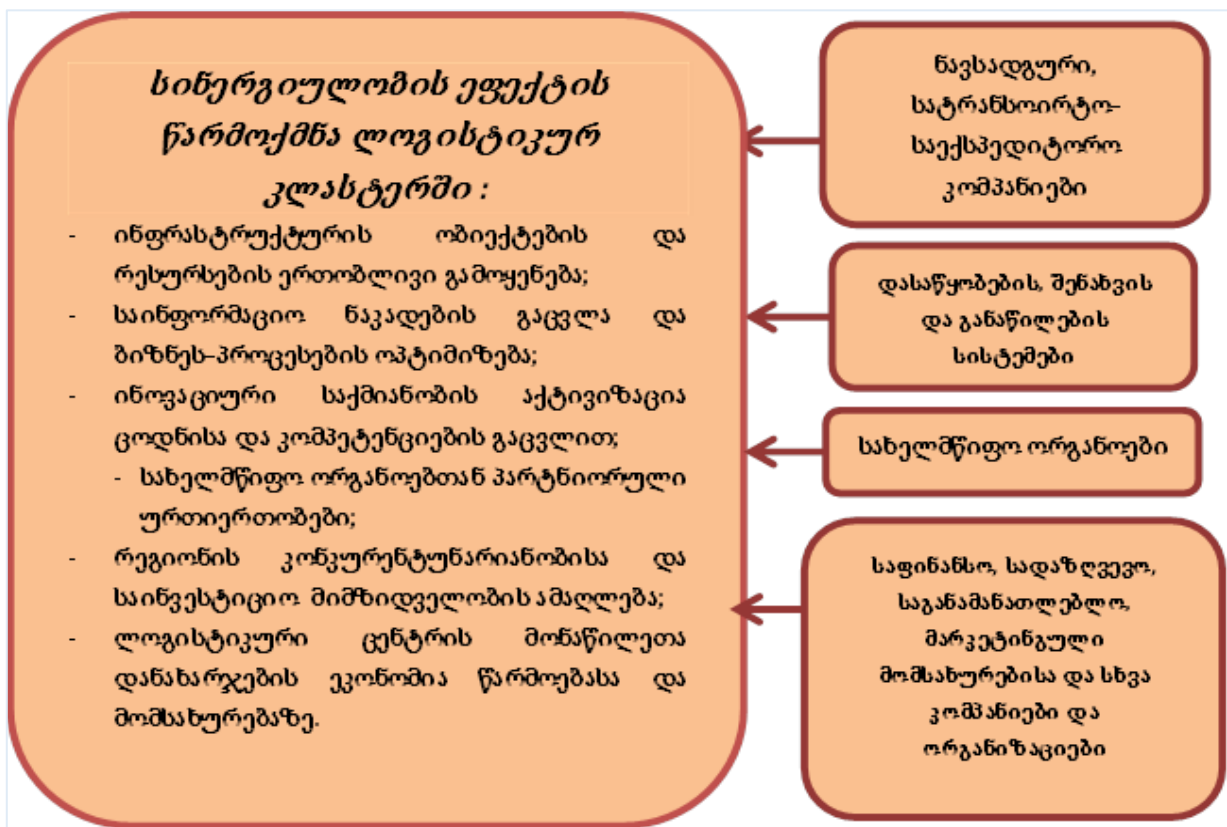 სინერგიულობის ეფექტის
წარმოქმნა ლოგისტიკურ
კლასტერში :
- ინფრასტრუქტურის ობიექტების და
რესურსების ერთობლივი გამოყენება;
- საინფორმაციო ნაკადების გაცვლა და
ბიზნეს–პროცესების ოპტიმიზება;
- ინოვაციური საქმიანობის აქტივიზაცია
ცოდნისა და კომპეტენციების გაცვლით;
- სახელმწიფო ორგანოებთან პარტნიორული
ურთიერთობები;
- რეგიონის კონკურენტუნარიანობისა და
საინვესტიციო მიმზიდველობის ამაღლება;
- ლოგისტიკური ცენტრის მონაწილეთა
დანახარჯების ეკონომია წარმოებასა და
მომსახურებაზე.
ნავსადგური,
სატრანსოირტო–
საექსპედიტორო
კომპანიები
დასაწყობების, შენახვის
და განაწილების
სისტემები
სახელმწიფო ორგანოები
საფინანსო, სადაზღვევო,
საგანამანათლებლო,
მარკეტინგული
მომსახურებისა და სხვა
კომპანიები და
ორგანიზაციები